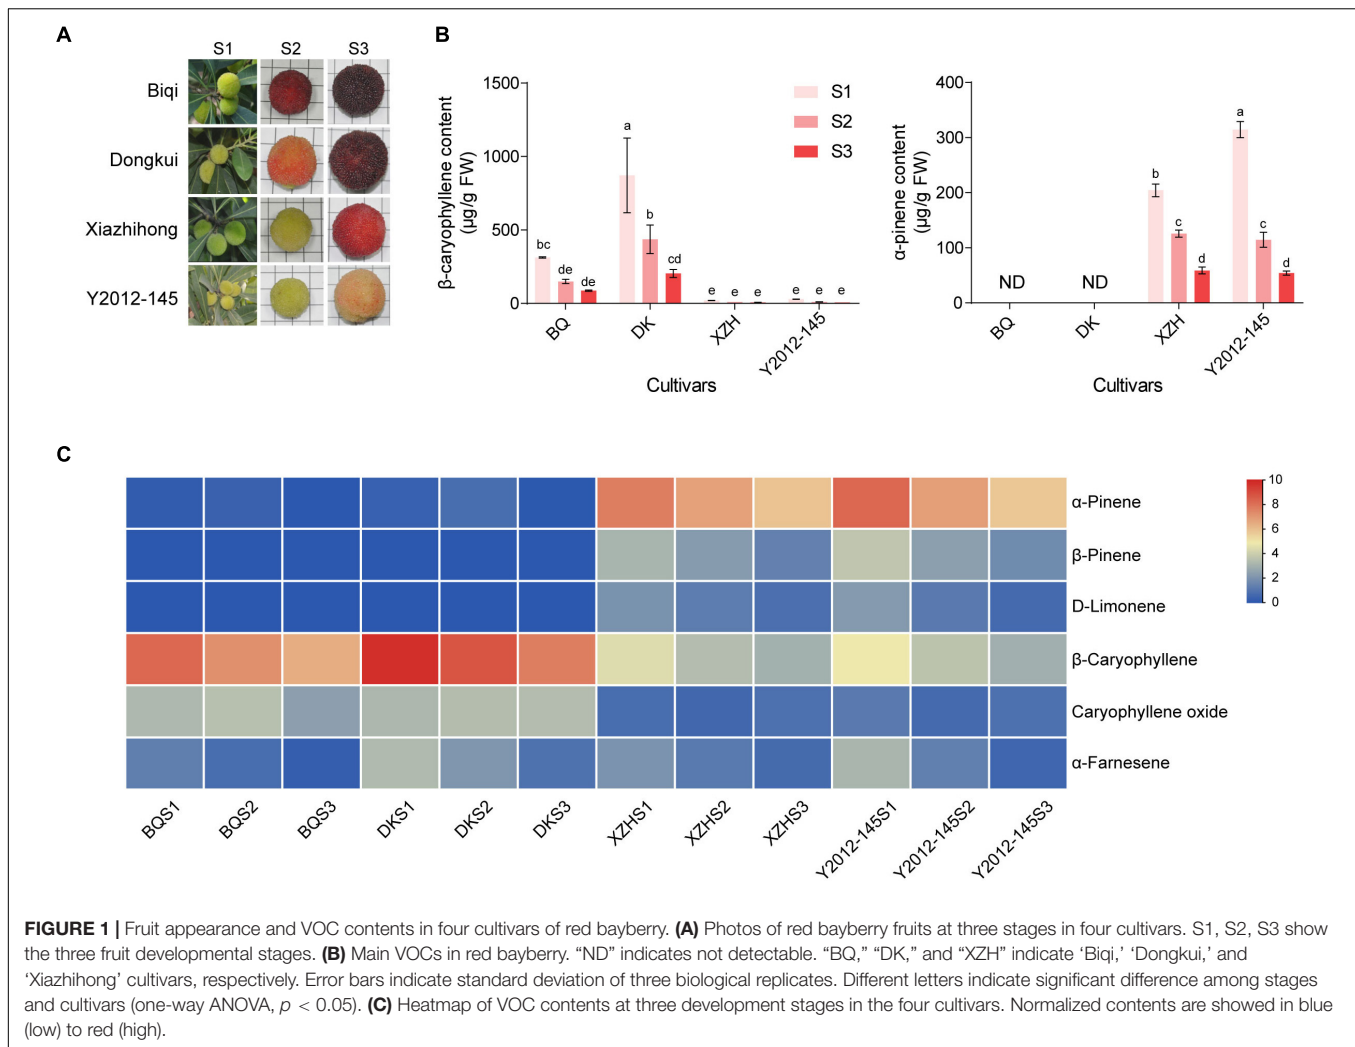 A
S1 S2 S3
Biqi
Dongkui
Xiazhihong
Y2012-145
B
β-caryophyllene content
(µg/g FW)
1500
1000
500
0
S1
S2
S3
a
b
cd
bc
de
de
e e e
e e e
BQ DK XZH Y2012-145
Cultivars
α-pinene content
(µg/g FW)
400
300
200
100
0
ND ND
b
c
d
a
c
d
BQ DK XZH Y2012-145
Cultivars
C
α-Pinene
β-Pinene
D-Limonene
β-Caryophyllene
Caryophyllene oxide
α-Farnesene
10
8
6
4
2
0
BQS1 BQS2 BQS3 DKS1 DKS2 DKS3 XZHS1 XZHS2 XZHS3 Y2012-145S1 Y2012-145S2 Y2012-145S3
FIGURE 1 | Fruit appearance and VOC contents in four cultivars of red bayberry. (A) Photos of red bayberry fruits at three stages in four cultivars. S1, S2, S3 show
the three fruit developmental stages. (B) Main VOCs in red bayberry. “ND” indicates not detectable. “BQ,” “DK,” and “XZH” indicate ‘Biqi,’ ‘Dongkui,’ and
‘Xiazhihong’ cultivars, respectively. Error bars indicate standard deviation of three biological replicates. Different letters indicate significant difference among stages
and cultivars (one-way ANOVA, p < 0.05). (C) Heatmap of VOC contents at three development stages in the four cultivars. Normalized contents are showed in blue
(low) to red (high).